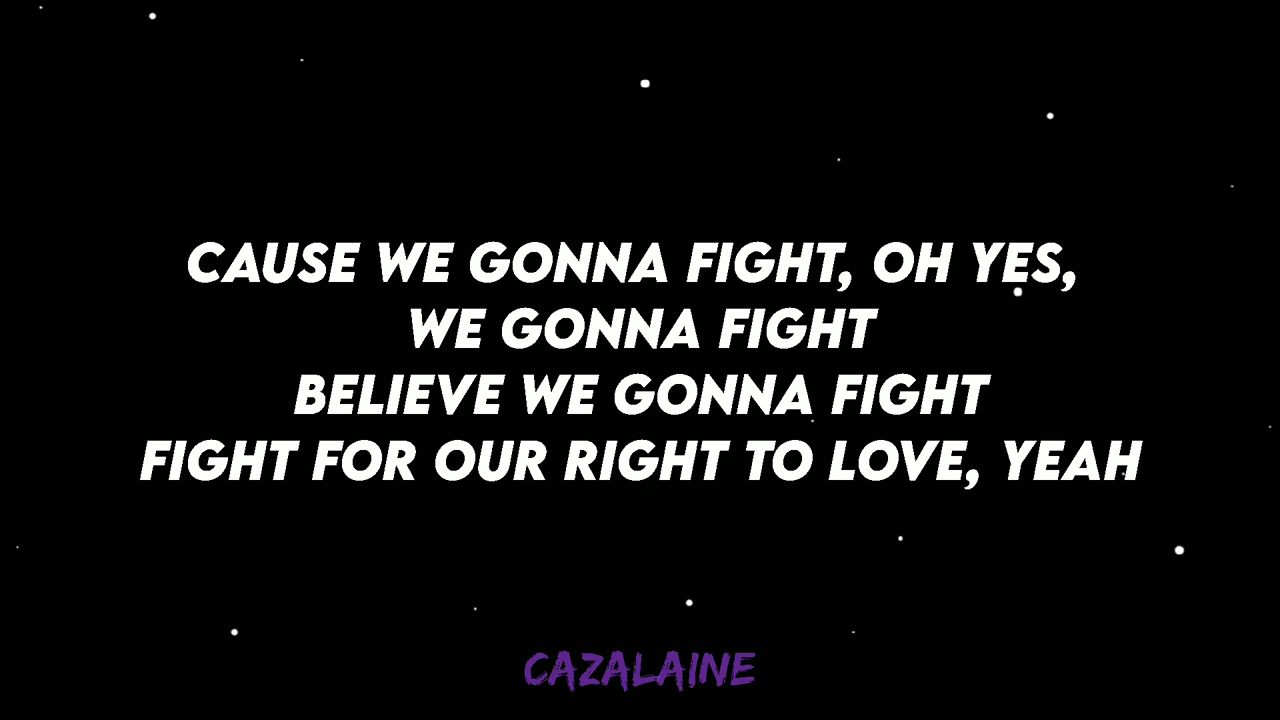 CAUSE WE GONNA FIGHT, OH YES,
WE GONNA FIGHT
BELIEVE WE GONNA FIGHT
FIGHT FOR OUR RIGHT TO LOVE, YEAH
CAZALAINE